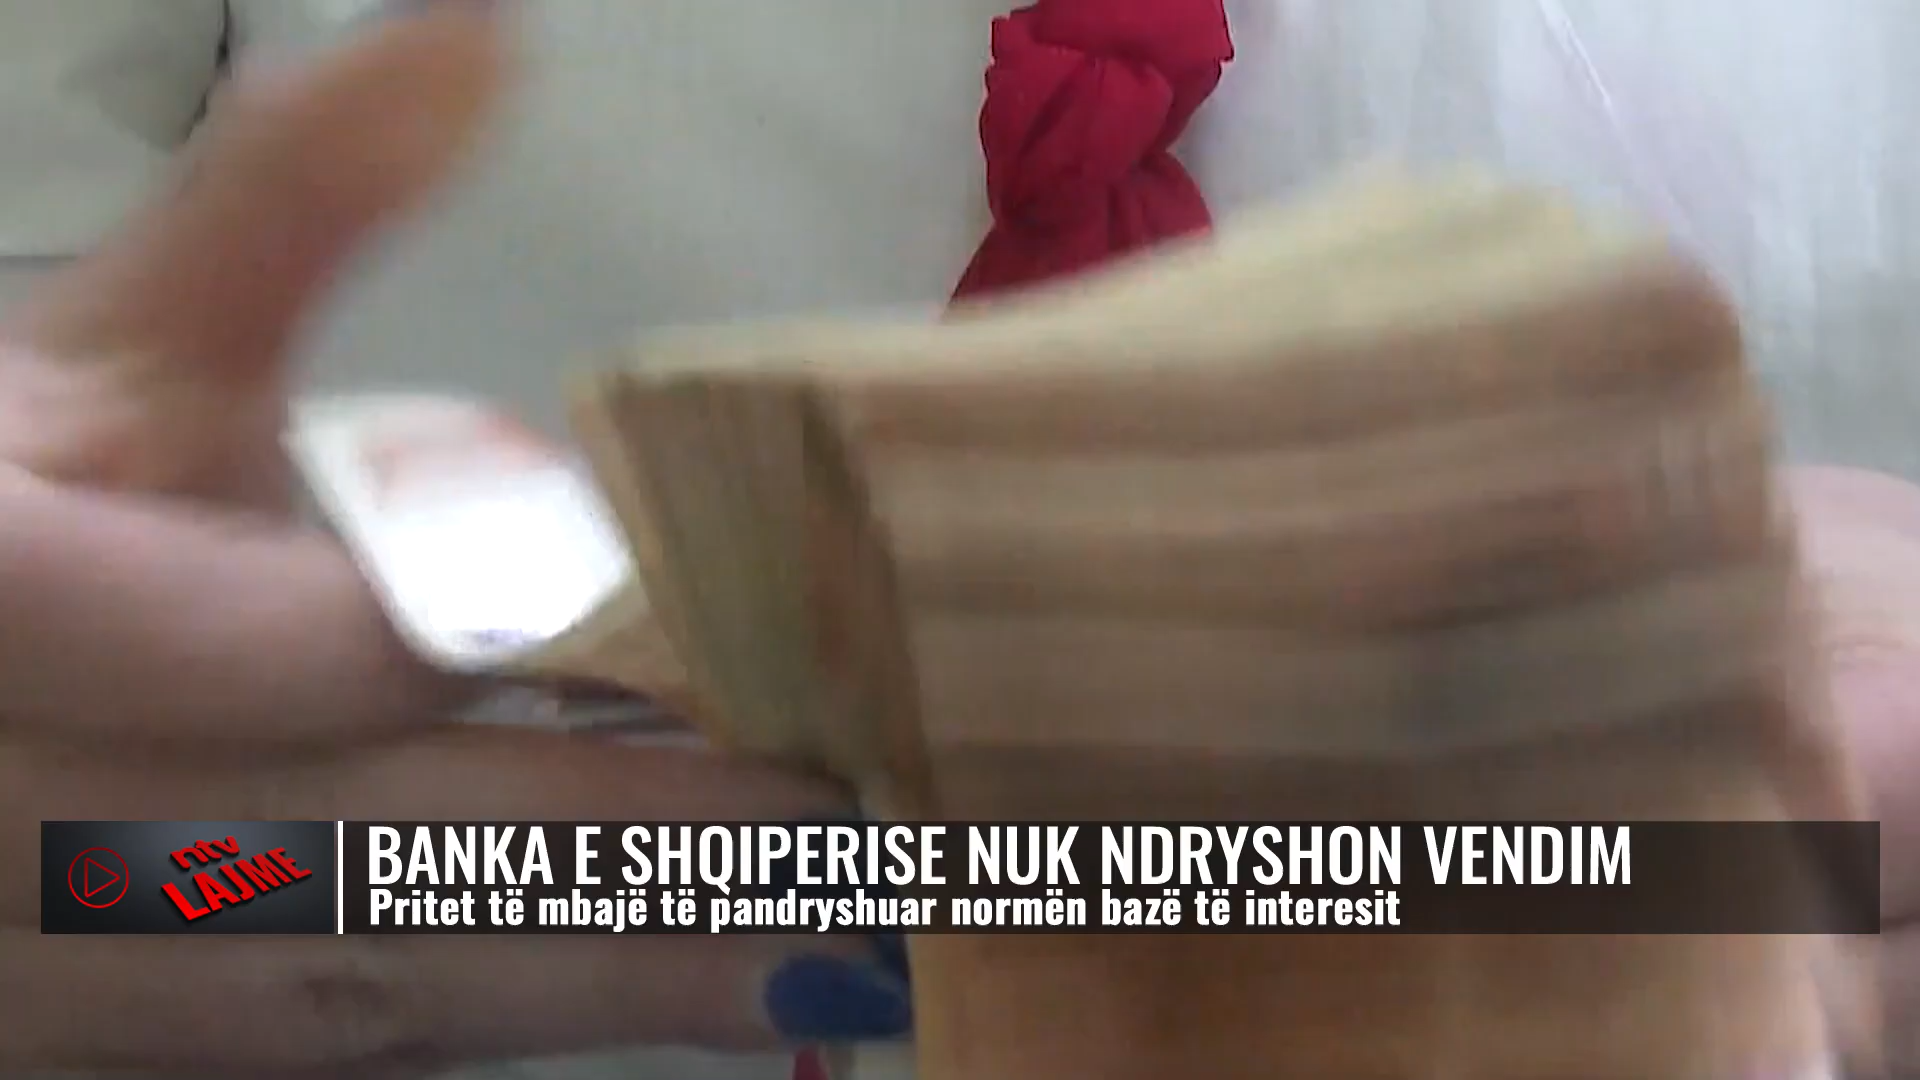 ntv
LAJME
BANKA E SHQIPERISE NUK NDRYSHON VENDIM
Pritet të mbajë të pandryshuar normën bazë të interesit